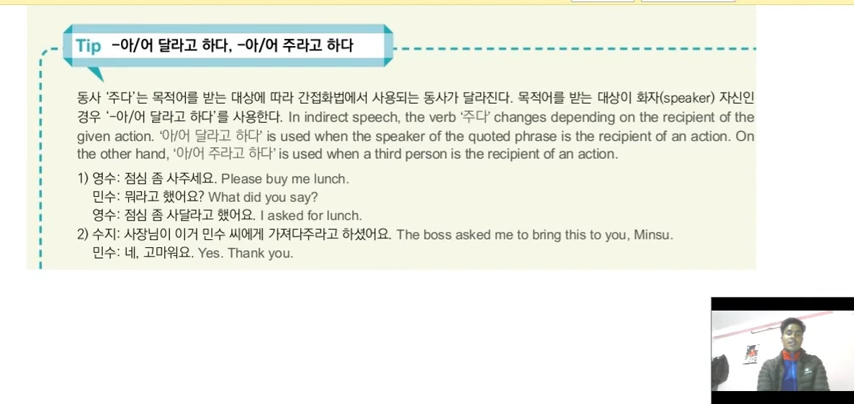 Tip -아/어 달라고 하다, -아/어 주라고 하다
동사 ‘주다’는 목적어를 받는 대상에 따라 간접화법에서 사용되는 동사가 달라진다. 목적어를 받는 대상이 화자(speaker) 자신인
경우 ‘-아/어 달라고 하다’를 사용한다. In indirect speech, the verb ‘주다’ changes depending on the recipient of the
given action. ‘아/어 달라고 하다’ is used when the speaker of the quoted phrase is the recipient of an action. On
the other hand, ‘아/어 주라고 하다’ is used when a third person is the recipient of an action.
1) 영수: 점심 좀 사주세요. Please buy me lunch.
민수: 뭐라고 했어요? What did you say?
영수: 점심 좀 사달라고 했어요. I asked for lunch.
2) 수지: 사장님이 이거 민수 씨에게 가져다주라고 하셨어요. The boss asked me to bring this to you, Minsu.
민수: 네, 고마워요. Yes. Thank you.